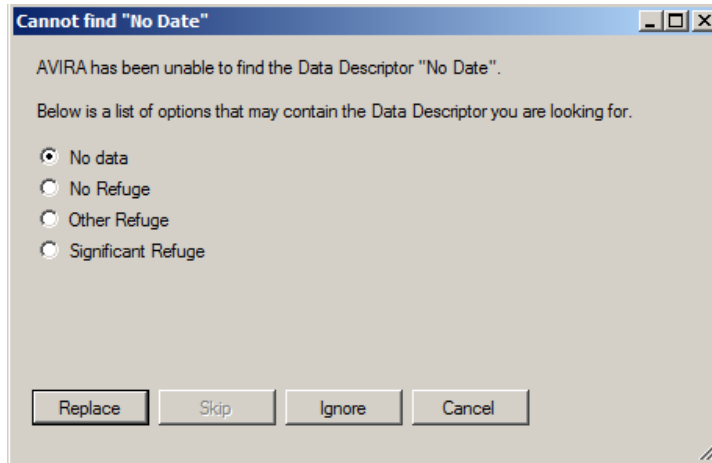 Cannot find "No Date"
AVIRA has been unable to find the Data Descriptor "No Date".
Below is a list of options that may contain the Data Descriptor you are looking for.
No data
No Refuge
Other Refuge
Significant Refuge
Replace Skip Ignore Cancel